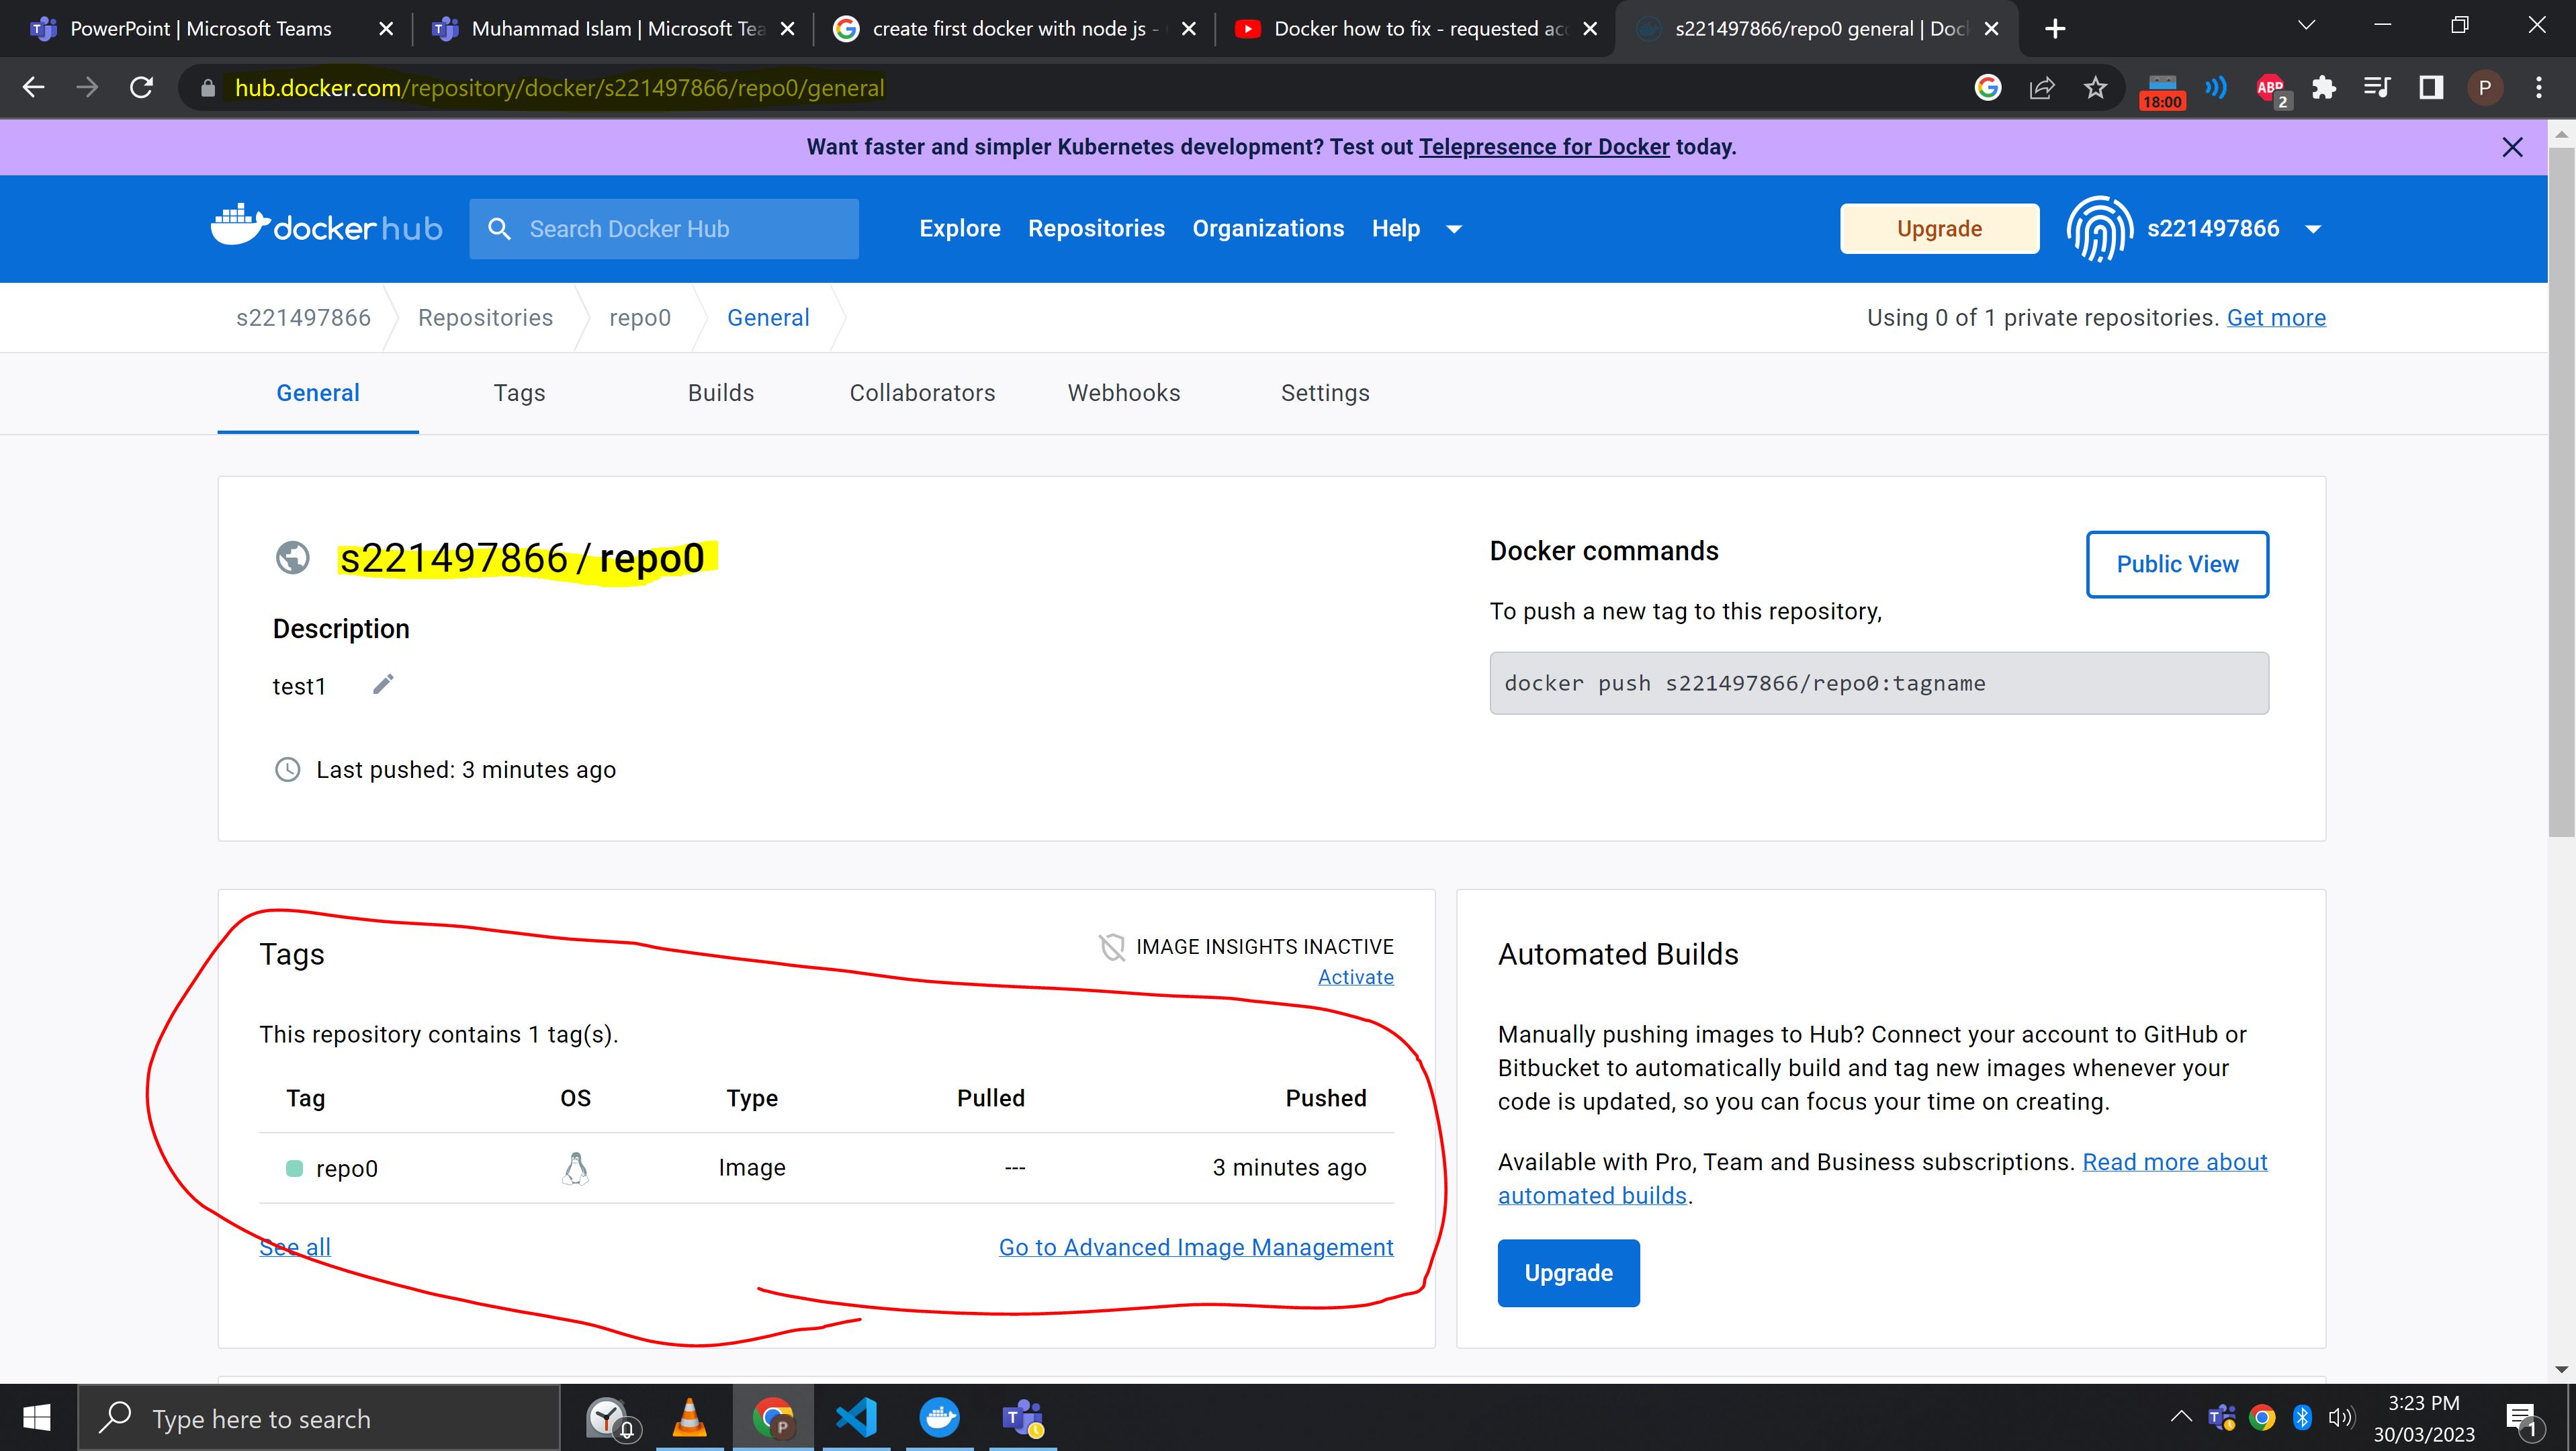 PowerPoint | Microsoft Teams
Muhammad Islam | Microsoft Tea
create first docker with node js -
Docker how to fix - requested acc
s221497866/repo0 general | Doc
hub.docker.com/repository/docker/s221497866/repo0/general
18:00
ABP
2
P
Want faster and simpler Kubernetes development? Test out Telepresence for Docker today.
dockerhub
Search Docker Hub
Explore
Repositories
Organizations
Help
Upgrade
s221497866
s221497866
Repositories
repo0
General
Using 0 of 1 private repositories. Get more
General
Tags
Builds
Collaborators
Webhooks
Settings
s221497866 / repo0
Description
test1
Last pushed: 3 minutes ago
Docker commands
Public View
To push a new tag to this repository,
docker push s221497866/repo0:tagname
Tags
IMAGE INSIGHTS INACTIVE
Activate
This repository contains 1 tag(s).
Tag OS Type Pulled Pushed
repo0 Image --- 3 minutes ago
See all
Go to Advanced Image Management
Automated Builds
Manually pushing images to Hub? Connect your account to GitHub or
Bitbucket to automatically build and tag new images whenever your
code is updated, so you can focus your time on creating.
Available with Pro, Team and Business subscriptions. Read more about
automated builds.
Upgrade
Type here to search
P
3:23 PM
30/03/2023
1